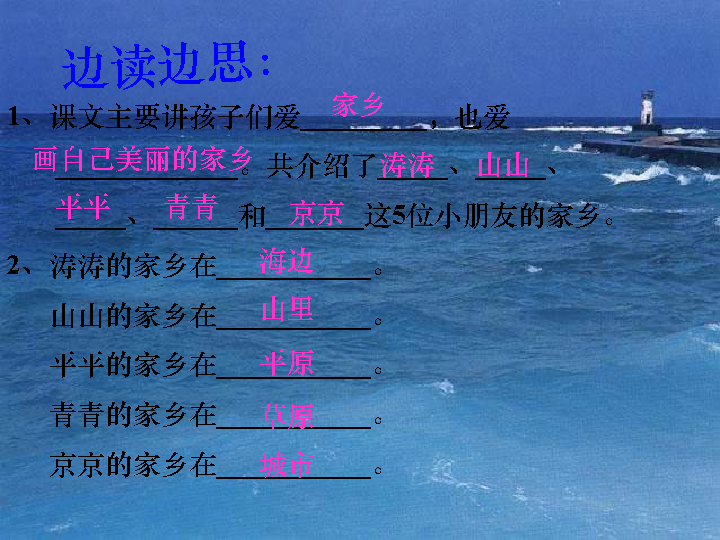 边读边思：
1、课文主要讲孩子们爱家乡，也爱
画自己美丽的家乡。共介绍了涛涛、山山、
平平、青青和京京这5位小朋友的家乡。
2、涛涛的家乡在海边。
山山的家乡在山里。
平平的家乡在平原。
青青的家乡在草原。
京京的家乡在城市。